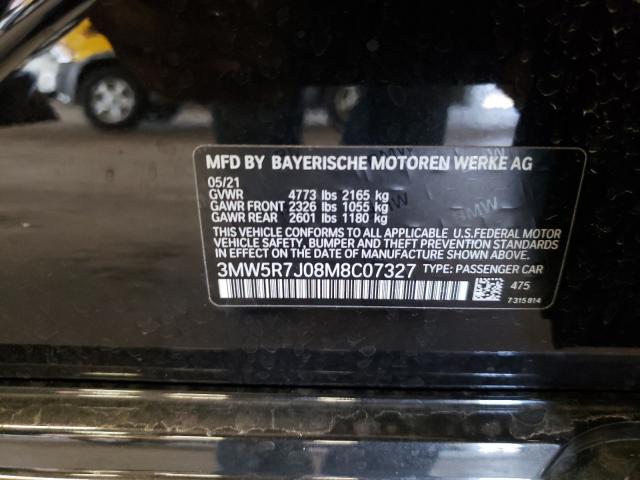 MFD BY BAYERISCHE MOTOREN WERKE AG
05/21
GVWR 4773 lbs 2165 kg
GAWR FRONT 2326 lbs 1055 kg
GAWR REAR 2601 lbs 1180 kg
THIS VEHICLE CONFORMS TO ALL APPLICABLE U.S.FEDERAL MOTOR
VEHICLE SAFETY, BUMPER AND THEFT PREVENTION STANDARDS IN
EFFECT ON THE DATE OF MANUFACTURE SHOWN ABOVE.
3MW5R7J08M8C07327 TYPE: PASSENGER CAR
475
7 315 814
BMW